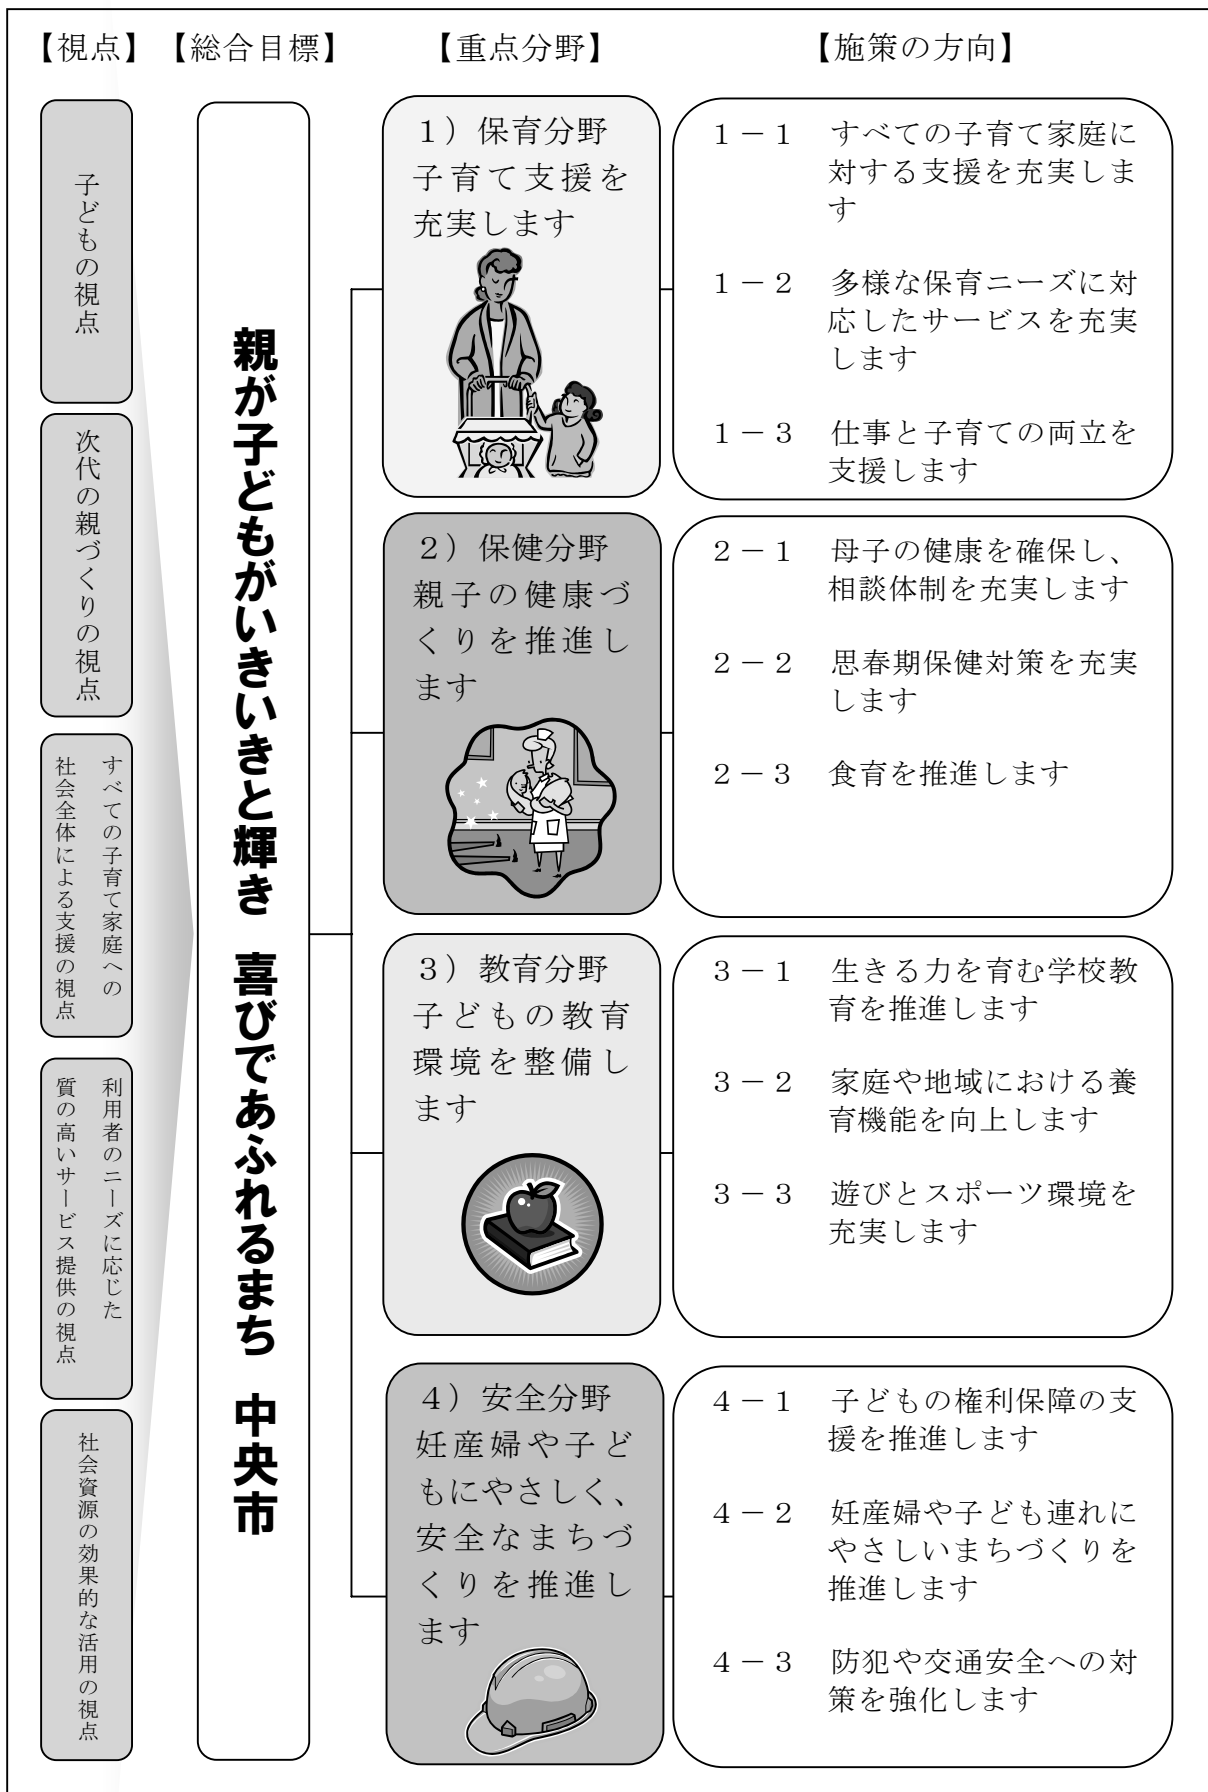 【視点】【総合目標】 【重点分野】 【施策の方向】
子どもの視点
次代の親づくりの視点
すべての子育て家庭への
社会全体による支援の視点
利用者のニーズに応じた
質の高いサービス提供の視点
社会資源の効果的な活用の視点
親が子どもがいきいきと輝き 喜びであふれるまち 中央市
1）保育分野
子育て支援を
充実します
1－1 すべての子育て家庭に
対する支援を充実しま
す
1－2 多様な保育ニーズに対
応したサービスを充実
します
1－3 仕事と子育ての両立を
支援します
2）保健分野
親子の健康づ
くりを推進し
ます
2－1 母子の健康を確保し、
相談体制を充実します
2－2 思春期保健対策を充実
します
2－3 食育を推進します
3）教育分野
子どもの教育
環境を整備し
ます
3－1 生きる力を育む学校教
育を推進します
3－2 家庭や地域における養
育機能を向上します
3－3 遊びとスポーツ環境を
充実します
4）安全分野
妊産婦や子ど
もにやさしく、
安全なまちづ
くりを推進し
ます
4－1 子どもの権利保障の支
援を推進します
4－2 妊産婦や子ども連れに
やさしいまちづくりを
推進します
4－3 防犯や交通安全への対
策を強化します